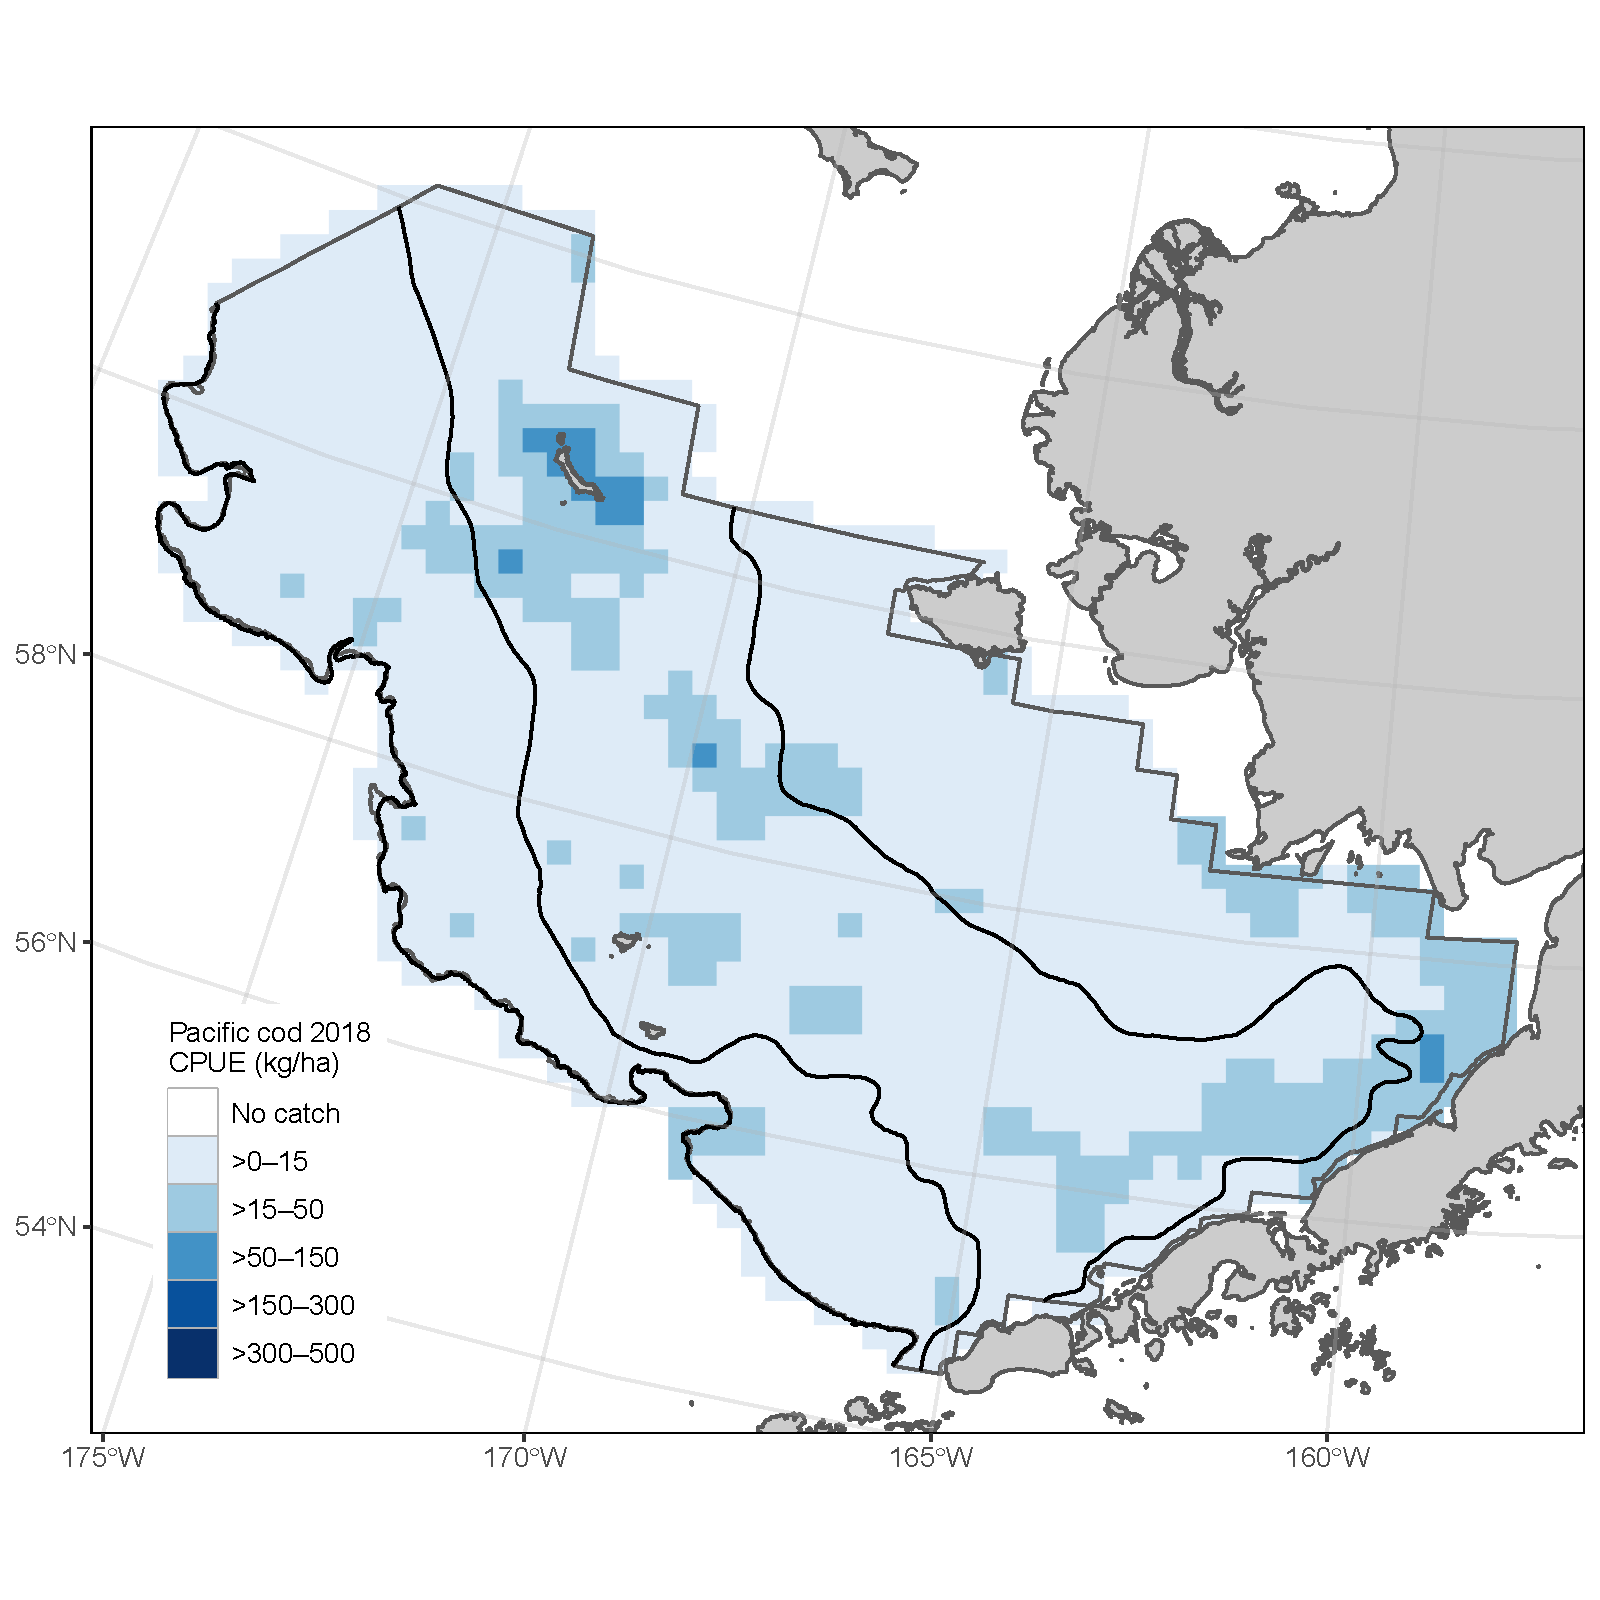 58°N
56°N
54°N
Pacific cod 2018
CPUE (kg/ha)
No catch
>0–15
>15–50
>50–150
>150–300
>300–500
175°W 170°W 165°W 160°W